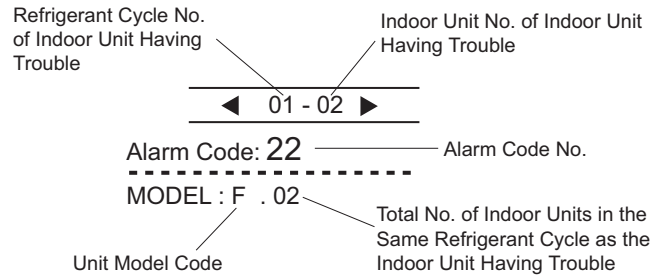 Refrigerant Cycle No.
of Indoor Unit Having
Trouble
Indoor Unit No. of Indoor Unit
Having Trouble
◀ 01 - 02 ▶
Alarm Code: 22
Alarm Code No.
MODEL : F . 02
Total No. of Indoor Units in the
Same Refrigerant Cycle as the
Indoor Unit Having Trouble
Unit Model Code